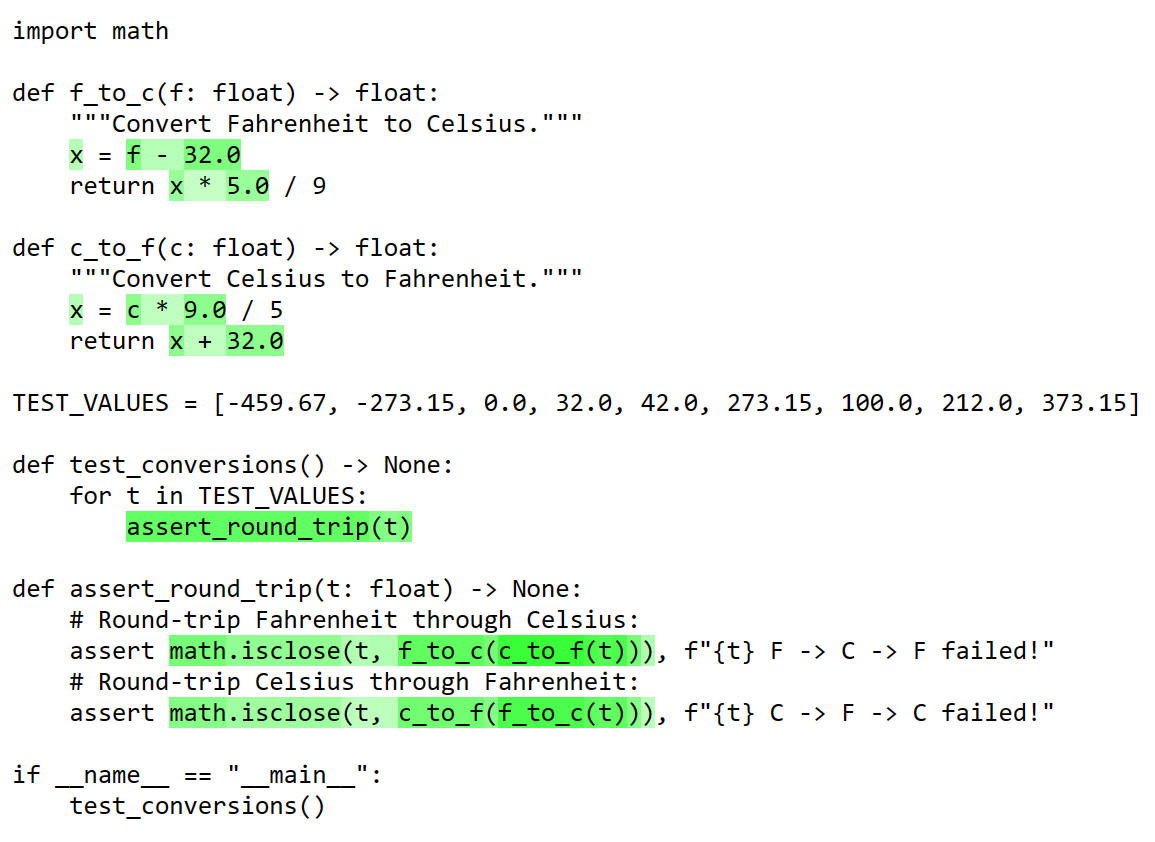 import math
def f_to_c(f: float) -> float:
    """Convert Fahrenheit to Celsius."""
    x = f - 32.0
    return x * 5.0 / 9
def c_to_f(c: float) -> float:
    """Convert Celsius to Fahrenheit."""
    x = c * 9.0 / 5
    return x + 32.0
TEST_VALUES = [-459.67, -273.15, 0.0, 32.0, 42.0, 273.15, 100.0, 212.0, 373.15]
def test_conversions() -> None:
    for t in TEST_VALUES:
        assert_round_trip(t)
def assert_round_trip(t: float) -> None:
    # Round-trip Fahrenheit through Celsius:
    assert math.isclose(t, f_to_c(c_to_f(t))), f"{t} F -> C -> F failed!"
    # Round-trip Celsius through Fahrenheit:
    assert math.isclose(t, c_to_f(f_to_c(t))), f"{t} C -> F -> C failed!"
if __name__ == "__main__":
    test_conversions()